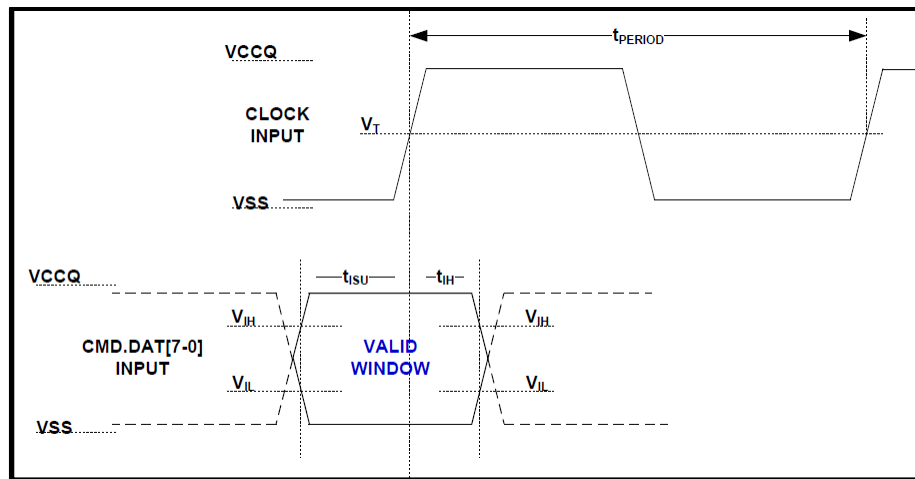 tPERIOD
VCCQ
CLOCK
INPUT
VT
VSS
VCCQ
tISU
tIH
VIH
VIH
CMD.DAT[7-0]
INPUT
VALID
WINDOW
VIL
VIL
VSS